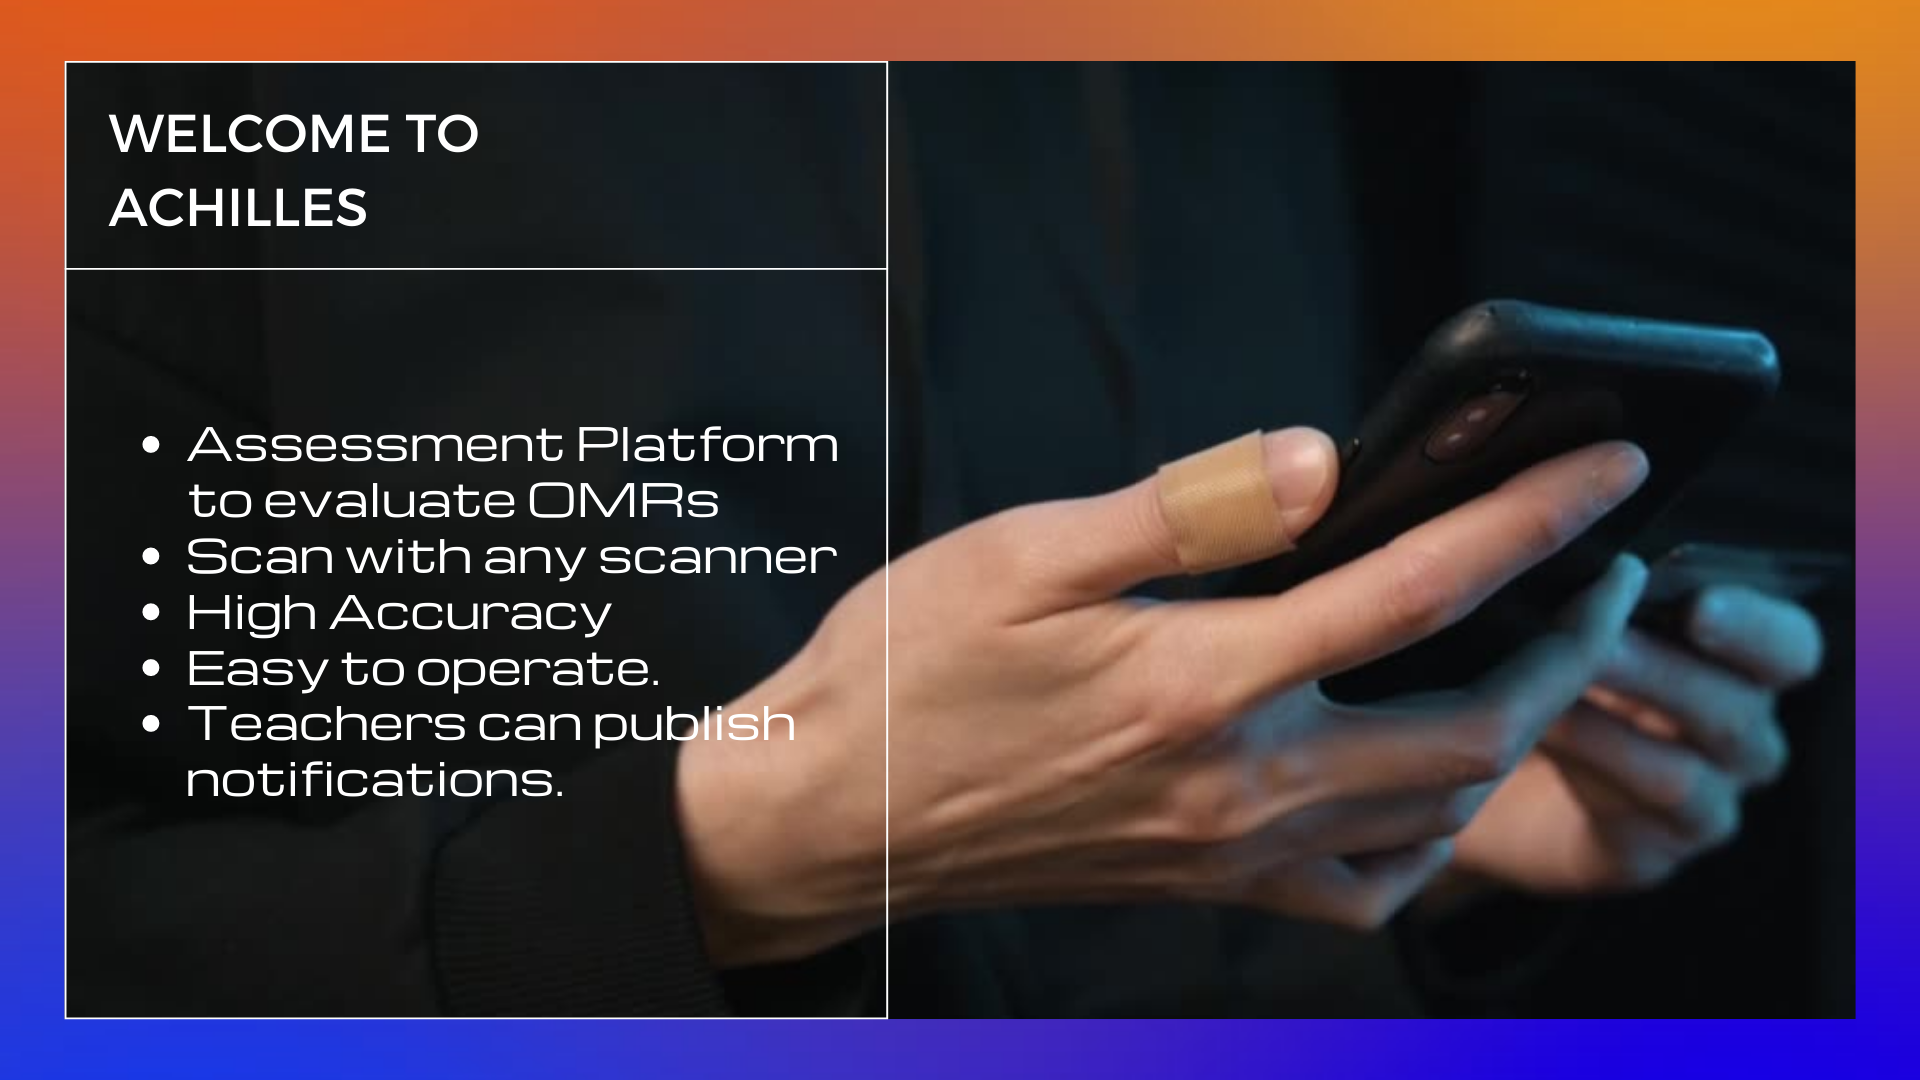 WELCOME TO
ACHILLES
• Assessment Platform
to evaluate OMRs
• Scan with any scanner
• High Accuracy
• Easy to operate.
• Teachers can publish
notifications.